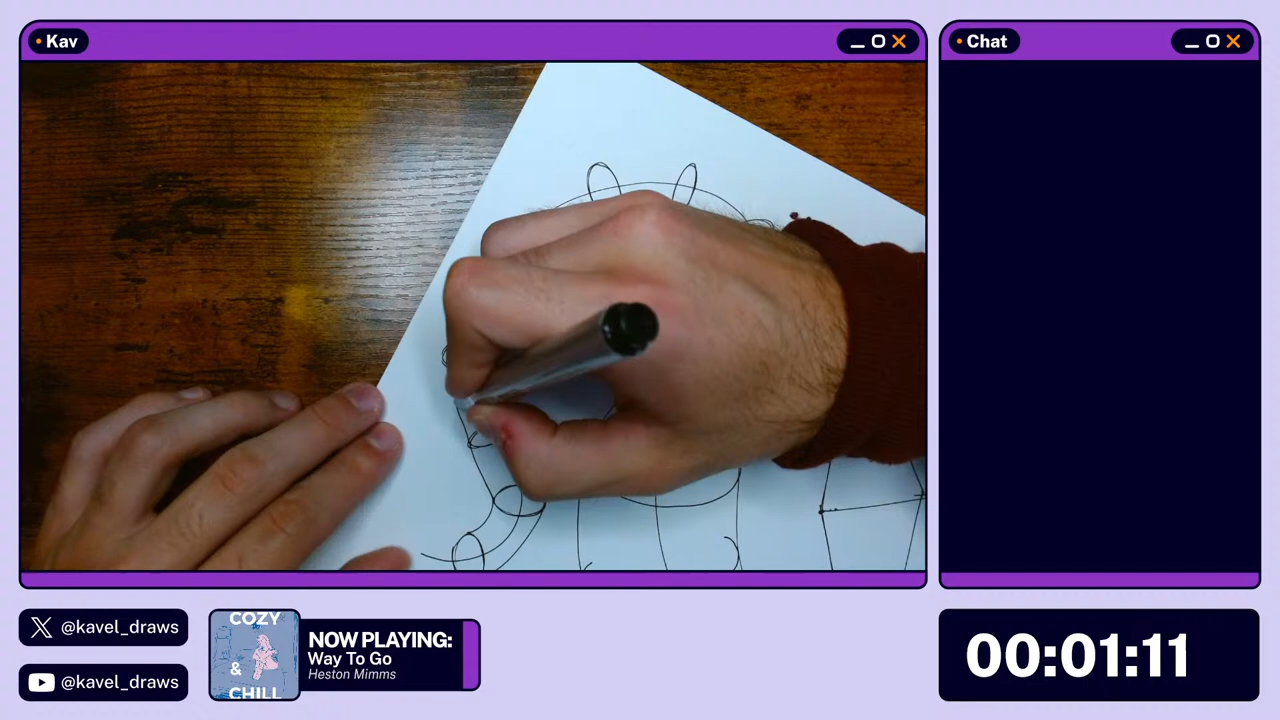 Kav
Chat
@kavel_draws
@kavel_draws
COZY
&
CHILL
NOW PLAYING:
Way To Go
Heston Mimms
00:01:11